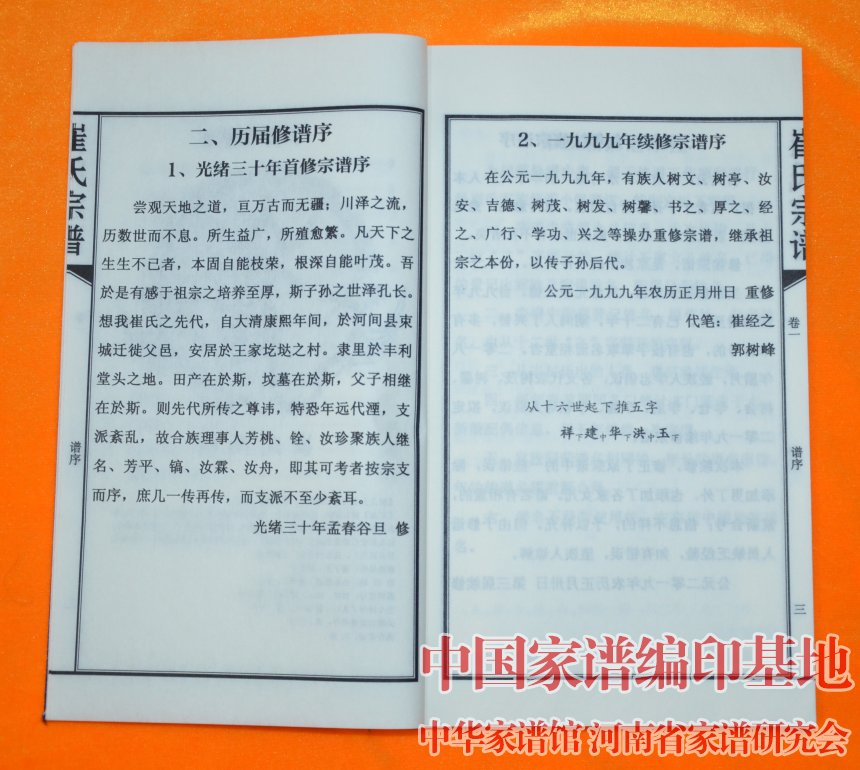 崔氏宗谱
谱序
二、历届修谱序
1、光绪三十年首修宗谱序
尝观天地之道，亘万古而无疆；川泽之流，
历数世而不息。所生益广，所殖愈繁。凡天下之
生生不已者，本固自能枝荣，根深自能叶茂。吾
於是有感于祖宗之培养至厚，斯子孙之世泽孔长。
想我崔氏之先代，自大清康熙年间，於河间县束
城迁徙父邑，安居於王家圪垯之村。隶里於丰利
堂头之地。田产在於斯，坟墓在於斯，父子相继
在於斯。则先代所传之尊讳，特恐年远代湮，支
派紊乱，故合族理事人芳桃、铨、汝珍聚族人继
名、芳平、镐、汝霖、汝舟，即其可考者按宗支
而序，庶几一传再传，而支派不至少紊耳。
光绪三十年孟春谷旦 修
2、一九九九年续修宗谱序
在公元一九九九年，有族人树文、树亭、汝
安、吉德、树茂、树发、树馨、书之、厚之、经
之、广行、学功、兴之等操办重修宗谱，继承祖
宗之本份，以传子孙后代。
公元一九九九年农历正月卅日 重修
代笔：崔经之
郭树峰
从十六世起下推五字
祥下建中华下洪中玉
崔氏宗谱
卷一
谱序
三
中国家谱编印基地
中华家谱馆 河南省家谱研究会